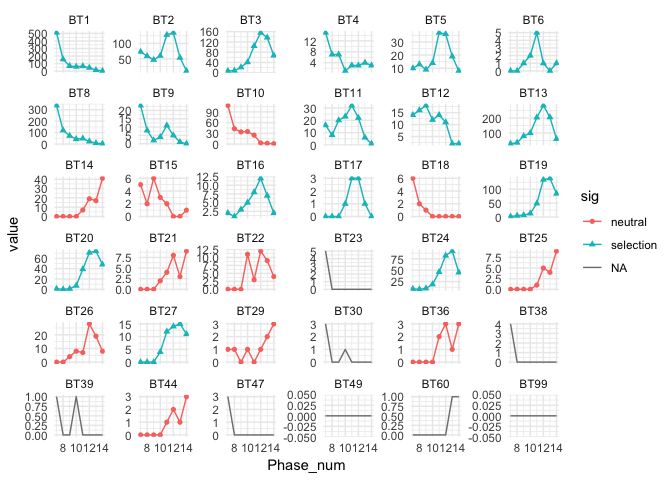 BT1 BT2 BT3 BT4 BT5 BT6
500 400 300 200 100 0
100 50
160 120 80 40 0
12 8 4
30 20 10
5 4 3 2 1 0
BT8 BT9 BT10 BT11 BT12 BT13
300 200 100 0
20 15 10 5 0
90 60 30 0
30 20 10 0
15 10 5
200 100
BT14 BT15 BT16 BT17 BT18 BT19
40 30 20 10 0
6 4 2 0
12.5 10.0 7.5 5.0 2.5
3 2 1 0
6 4 2 0
100 50 0
BT20 BT21 BT22 BT23 BT24 BT25
60 40 20 0
7.5 5.0 2.5 0.0
12.5 10.0 7.5 5.0 2.5 0.0
5 4 3 2 1 0
75 50 25
7.5 5.0 2.5 0.0
BT26 BT27 BT29 BT30 BT36 BT38
20 10 0
15 10 5 0
3 2 1 0
3 2 1 0
3 2 1 0
4 3 2 1 0
BT39 BT44 BT47 BT49 BT60 BT99
1.00 0.75 0.50 0.25 0.00
3 2 1 0
3 2 1 0
0.050 0.025 0.000 -0.025 -0.050
1.00 0.75 0.50 0.25 0.00
0.050 0.025 0.000 -0.025 -0.050
8 101214 8 101214 8 101214 8 101214 8 101214 8 101214
Phase_num
value
sig
neutral
selection
NA